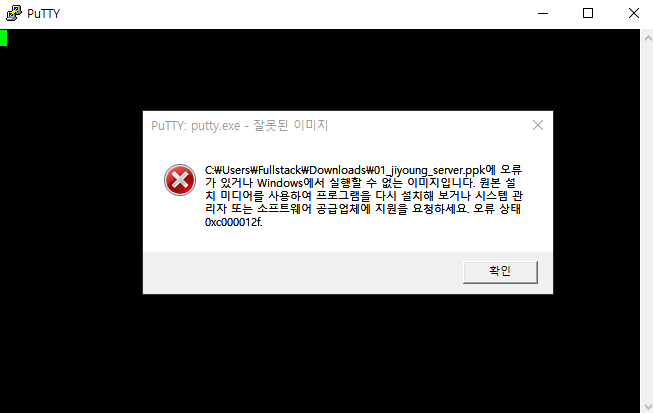 PuTTY
PuTTY: putty.exe - 잘못된 이미지
C:₩Users₩Fullstack₩Downloads₩01_jiyoung_server.ppk에 오류
가 있거나 Windows에서 실행할 수 없는 이미지입니다. 원본 설
치 미디어를 사용하여 프로그램을 다시 설치해 보거나 시스템 관
리자 또는 소프트웨어 공급업체에 지원을 요청하세요. 오류 상태
0xc000012f.
확인